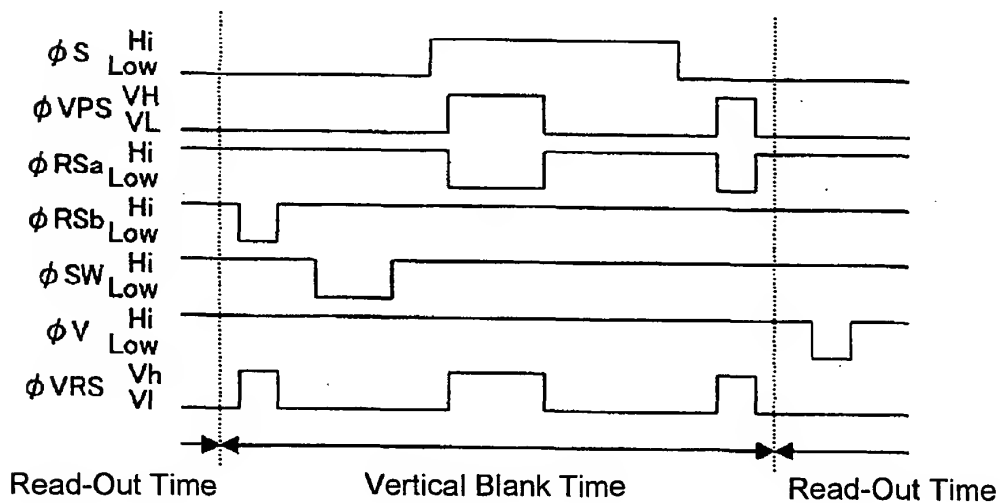 φS Hi
Low
φVPS VH
VL
φRSa Hi
Low
φRSb Hi
Low
φSW Hi
Low
φV Hi
Low
φVRS Vh
Vl
Read-Out Time Vertical Blank Time Read-Out Time